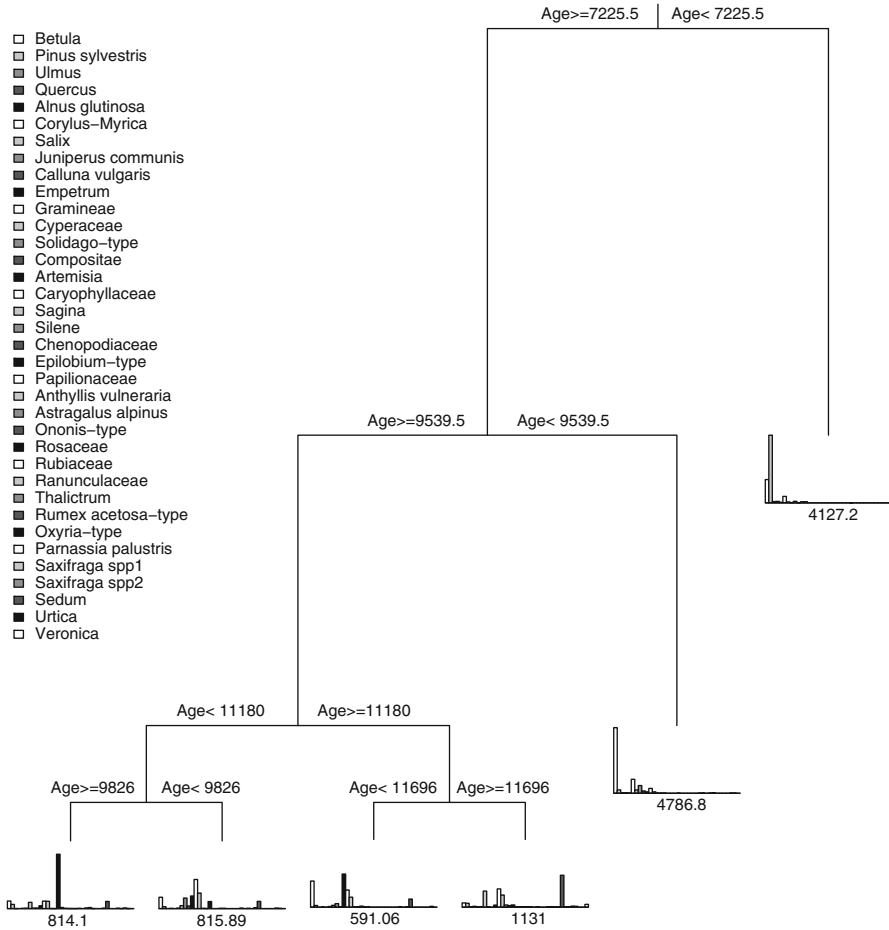 Age>=7225.5 Age< 7225.5
Betula
Pinus sylvestris
Ulmus
Quercus
Alnus glutinosa
Corylus−Myrica
Salix
Juniperus communis
Calluna vulgaris
Empetrum
Gramineae
Cyperaceae
Solidago−type
Compositae
Artemisia
Caryophyllaceae
Sagina
Silene
Chenopodiaceae
Epilobium−type
Papilionaceae
Anthyllis vulneraria
Astragalus alpinus
Ononis−type
Rosaceae
Rubiaceae
Ranunculaceae
Thalictrum
Rumex acetosa−type
Oxyria−type
Parnassia palustris
Saxifraga spp1
Saxifraga spp2
Sedum
Urtica
Veronica
Age>=9539.5 Age< 9539.5
4127.2
Age< 11180 Age>=11180
Age>=9826 Age< 9826 Age< 11696 Age>=11696
4786.8
814.1 815.89 591.06 1131